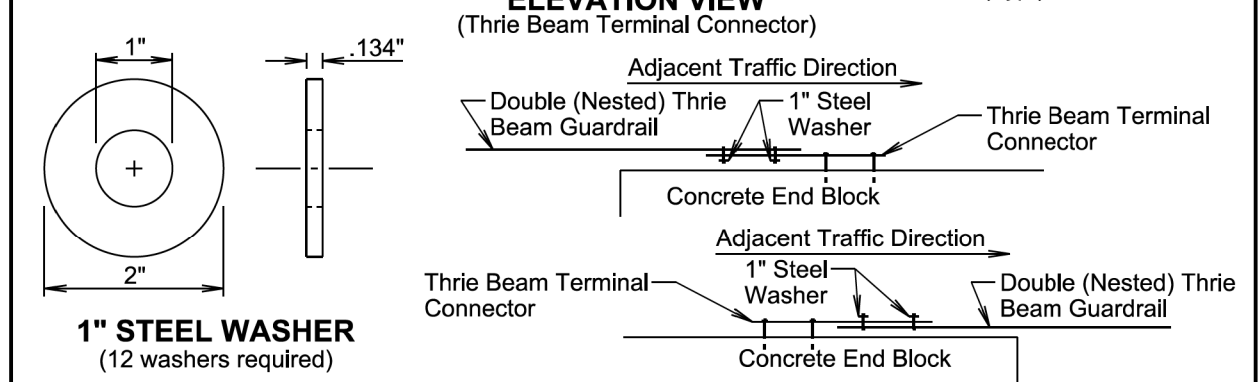 ELEVATION VIEW
(Thrie Beam Terminal Connector)
1"
.134"
2"
1" STEEL WASHER
(12 washers required)
Adjacent Traffic Direction
Double (Nested) Thrie
Beam Guardrail
1" Steel
Washer
Thrie Beam Terminal
Connector
Concrete End Block
Adjacent Traffic Direction
Thrie Beam Terminal
Connector
1" Steel
Washer
Double (Nested) Thrie
Beam Guardrail
Concrete End Block